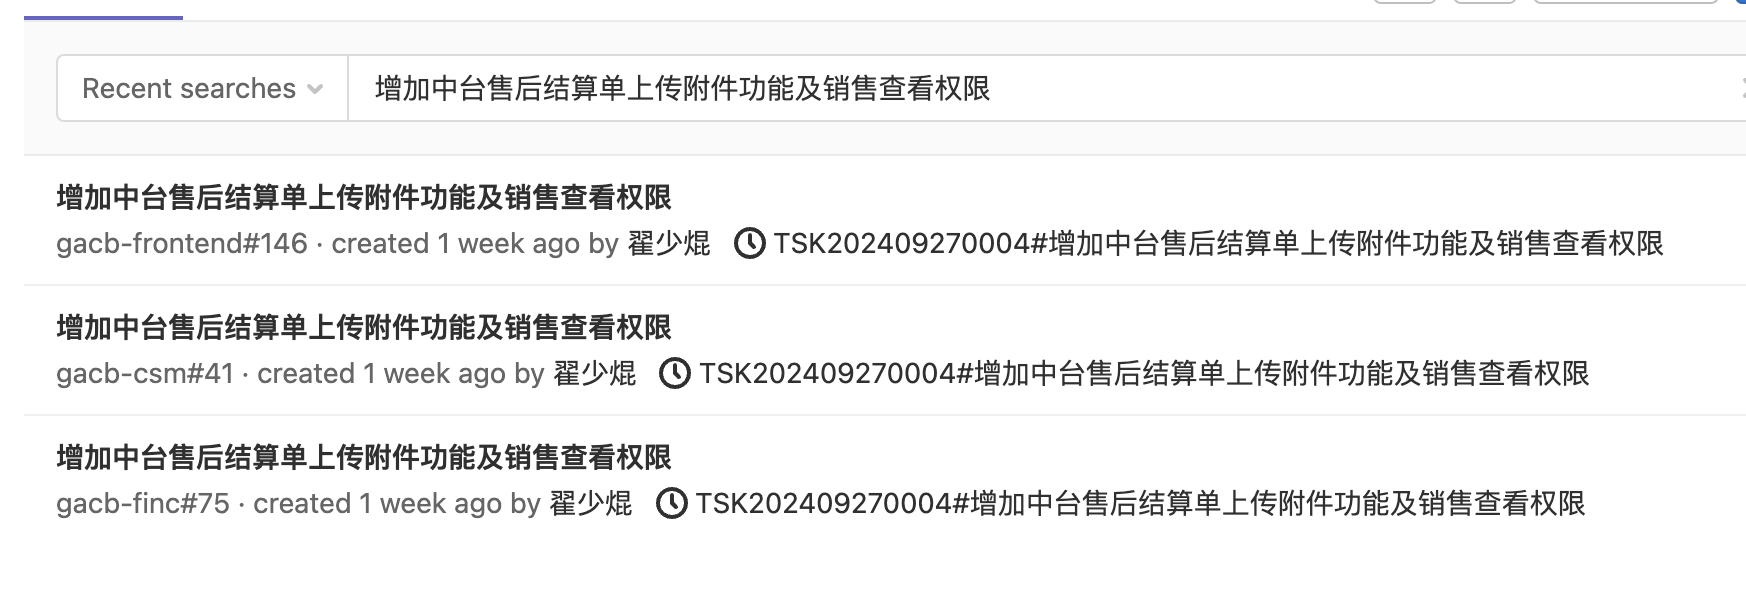 Recent searches 增加中台售后结算单上传附件功能及销售查看权限
增加中台售后结算单上传附件功能及销售查看权限
gacb-frontend#146 · created 1 week ago by 翟少焜 TSK202409270004#增加中台售后结算单上传附件功能及销售查看权限
增加中台售后结算单上传附件功能及销售查看权限
gacb-csm#41 · created 1 week ago by 翟少焜 TSK202409270004#增加中台售后结算单上传附件功能及销售查看权限
增加中台售后结算单上传附件功能及销售查看权限
gacb-finc#75 · created 1 week ago by 翟少焜 TSK202409270004#增加中台售后结算单上传附件功能及销售查看权限